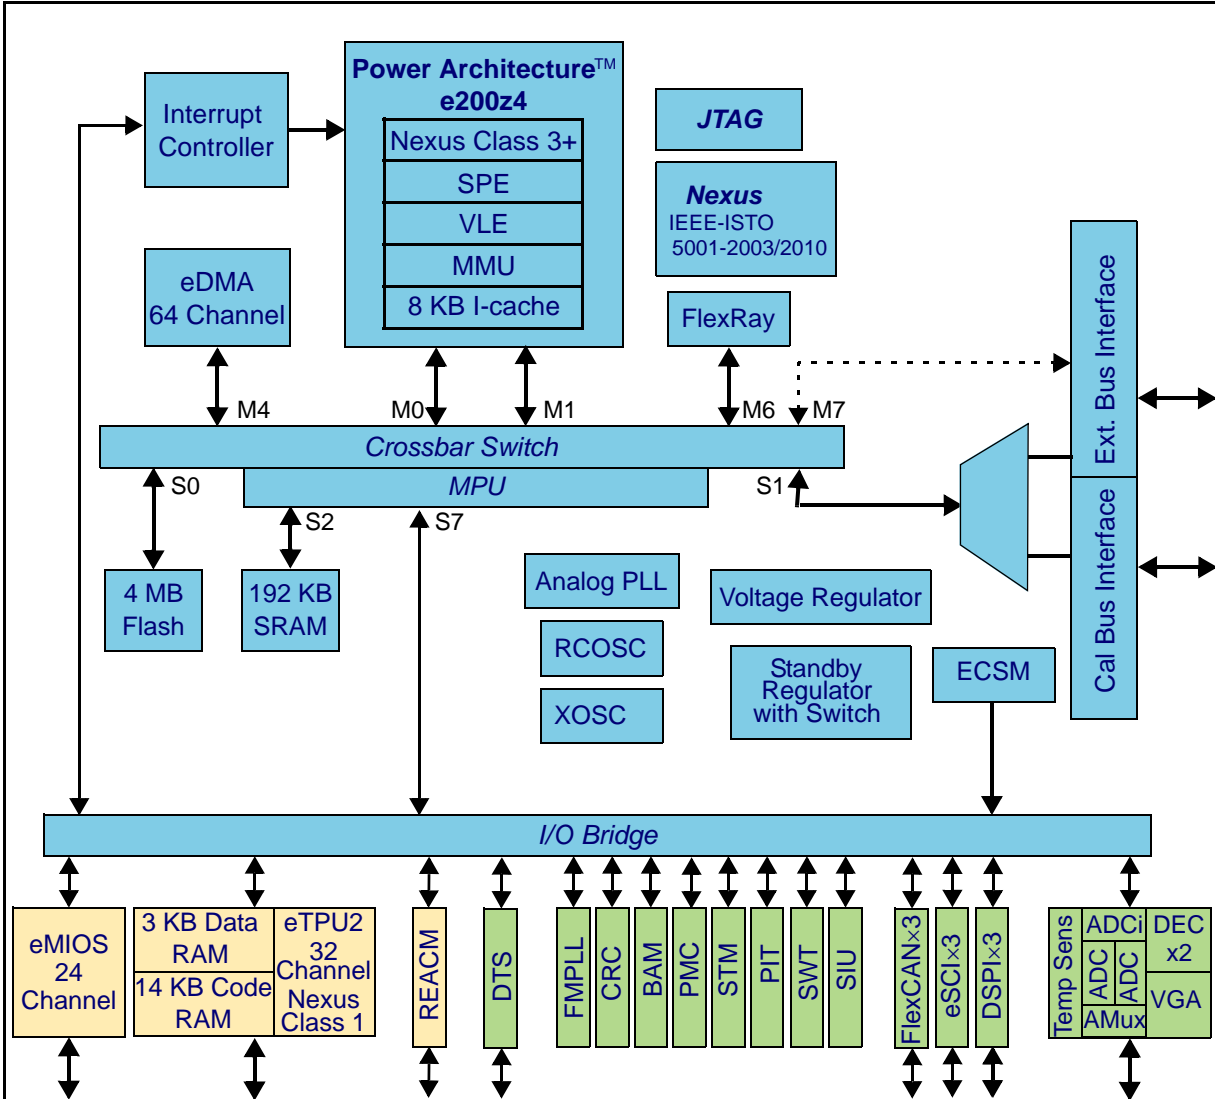 Power Architecture™
e200z4
Nexus Class 3+
SPE
VLE
MMU
8 KB I-cache
Interrupt
Controller
JTAG
Nexus
IEEE-ISTO
5001-2003/2010
eDMA
64 Channel
FlexRay
Ext. Bus Interface
Cal Bus Interface
M4
M0
M1
M6
M7
Crossbar Switch
MPU
S0
S2
S7
S1
4 MB
Flash
192 KB
SRAM
Analog PLL
Voltage Regulator
RCOSC
XOSC
Standby
Regulator
with Switch
ECSM
I/O Bridge
eMIOS
24
Channel
3 KB Data
RAM
14 KB Code
RAM
eTPU2
32
Channel
Nexus
Class 1
REACM
DTS
FMPLL
CRC
BAM
PMC
STM
PIT
SWT
SIU
FlexCAN×3
eSCI×3
DSPI×3
Temp Sens
ADCi
ADC
ADC
AMux
DEC
x2
VGA